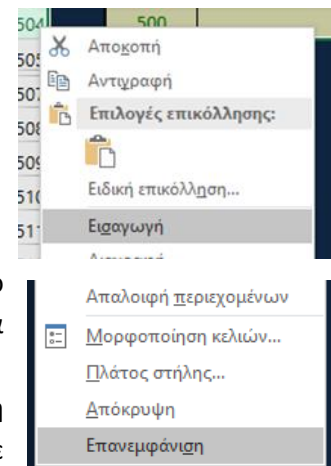 504 500
Αποκοπή
505
Αντιγραφή
507
Επιλογές επικόλλησης:
508
509
510
Ειδική επικόλληση...
511
Εισαγωγή
Απαλοιφή περιεχομένων
Μορφοποίηση κελιών...
Πλάτος στήλης...
Απόκρυψη
Επανεμφάνιση